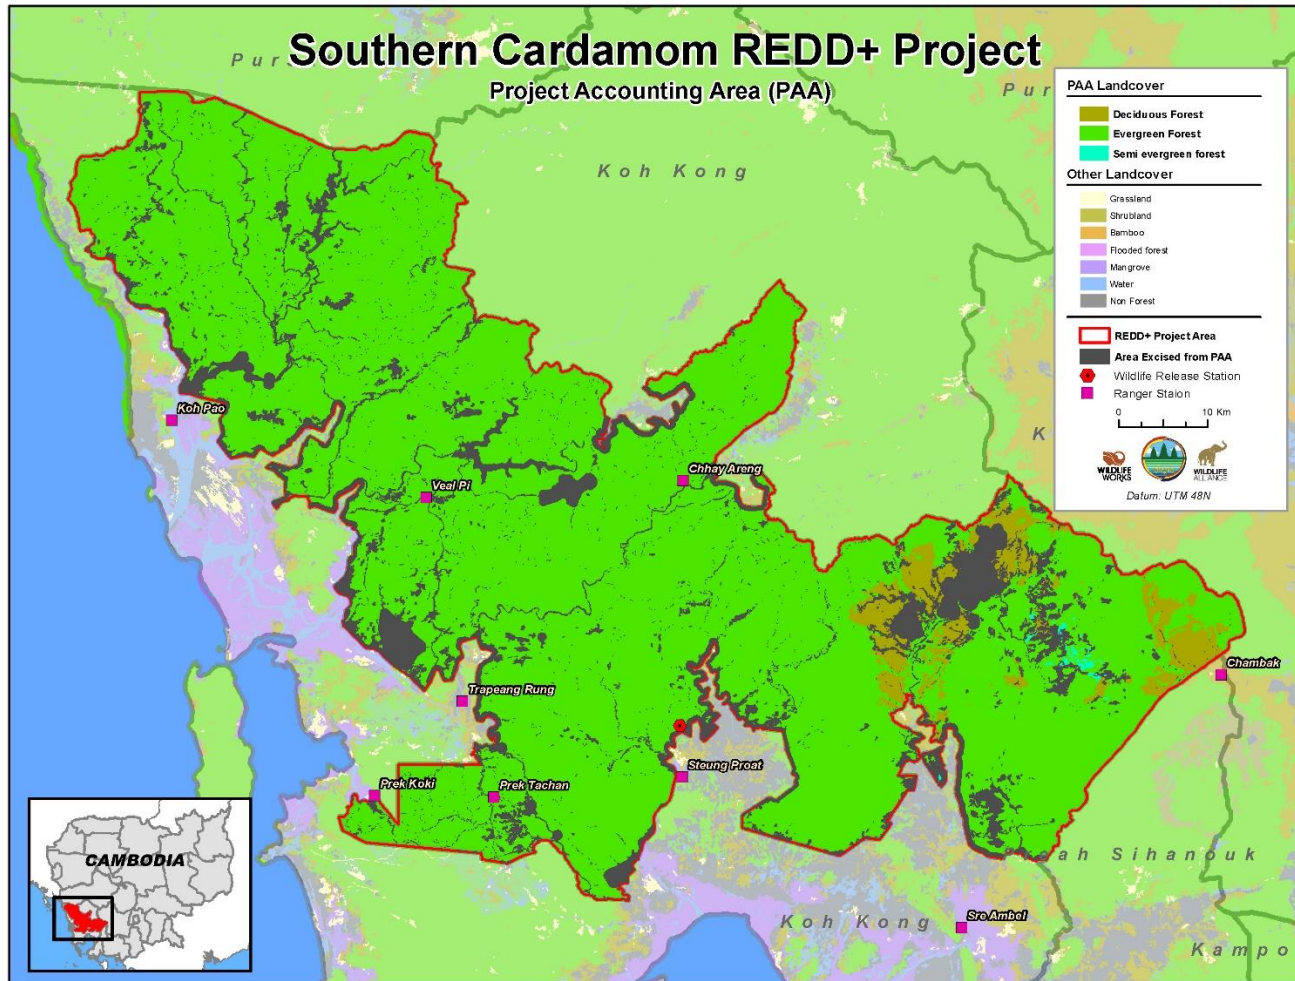 Southern Cardamom REDD+ Project
Project Accounting Area (PAA)
Purs
Pur
Koh Kong
K
PAA Landcover
Deciduous Forest
Evergreen Forest
Semi evergreen forest
Other Landcover
Grassland
Shrubland
Bamboo
Flooded forest
Mangrove
Water
Non Forest
REDD+ Project Area
Area Excised from PAA
Wildlife Release Station
Ranger Staion
0 10 Km
WILDLIFE WORKS
WILDLIFE ALLIANCE
Datum: UTM 48N
Koh Pao
Veal Pi
Chhay Areng
Chambak
Trapeang Rung
Steung Proat
Prek Koki
Prek Tachan
eah Sihanouk
Koh Kong
Sre Ambel
Kampo
CAMBODIA